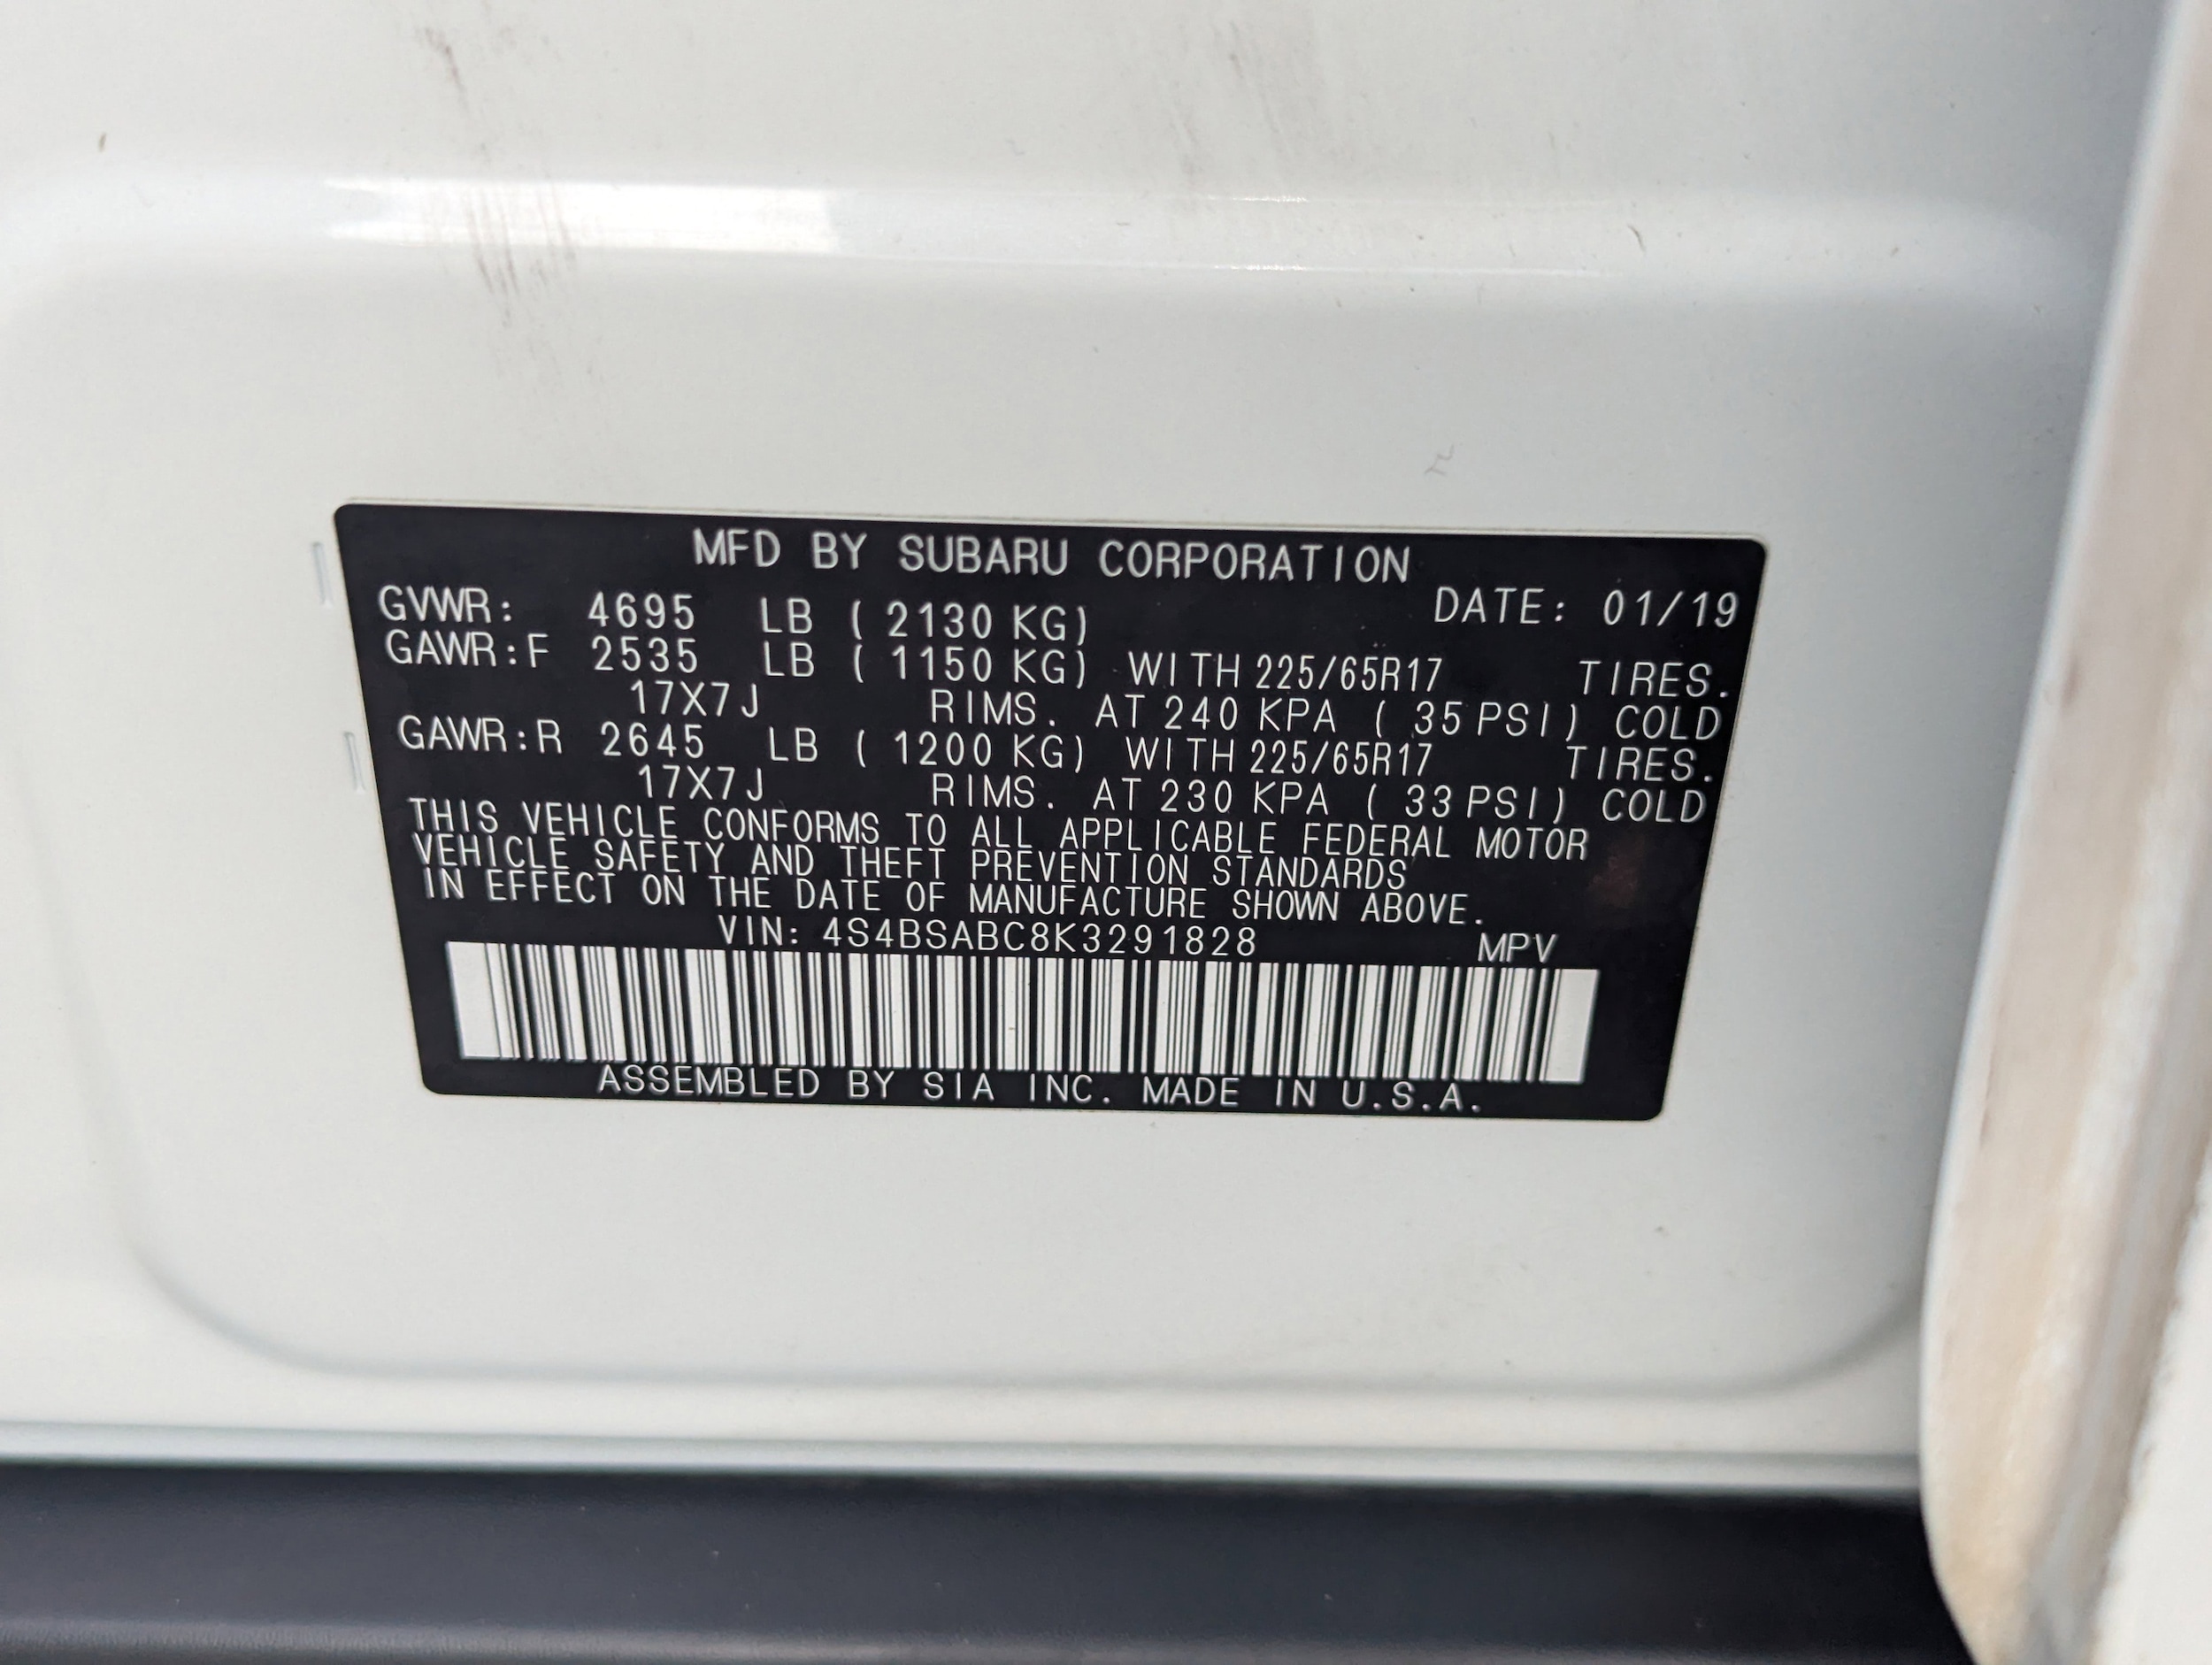 MFD BY SUBARU CORPORATION
GVWR: 4695 LB ( 2130 KG) DATE: 01/19
GAWR:F 2535 LB ( 1150 KG) WITH 225/65R17 TIRES.
17X7J RIMS. AT 240 KPA ( 35 PSI) COLD
GAWR:R 2645 LB ( 1200 KG) WITH 225/65R17 TIRES.
17X7J RIMS. AT 230 KPA ( 33 PSI) COLD
THIS VEHICLE CONFORMS TO ALL APPLICABLE FEDERAL MOTOR
VEHICLE SAFETY AND THEFT PREVENTION STANDARDS
IN EFFECT ON THE DATE OF MANUFACTURE SHOWN ABOVE.
VIN: 4S4BSABC8K3291828 MPV
ASSEMBLED BY SIA INC. MADE IN U.S.A.